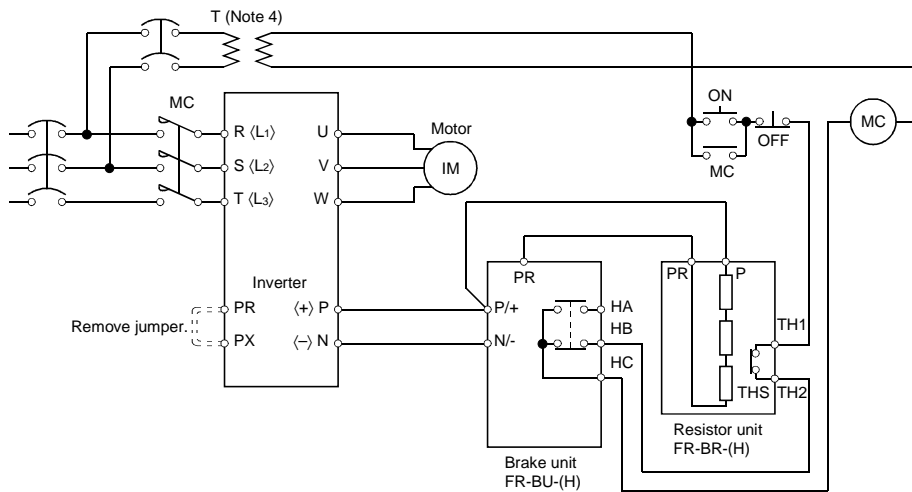 T (Note 4)
MC
R ⟨L1⟩
S ⟨L2⟩
T ⟨L3⟩
U
V
W
Motor
IM
ON
OFF
MC
MC
Inverter
PR
PX
Remove jumper.
⟨+⟩ P
⟨–⟩ N
PR
P/+
N/-
HA
HB
HC
Brake unit
FR-BU-(H)
PR
P
TH1
THS
TH2
Resistor unit
FR-BR-(H)